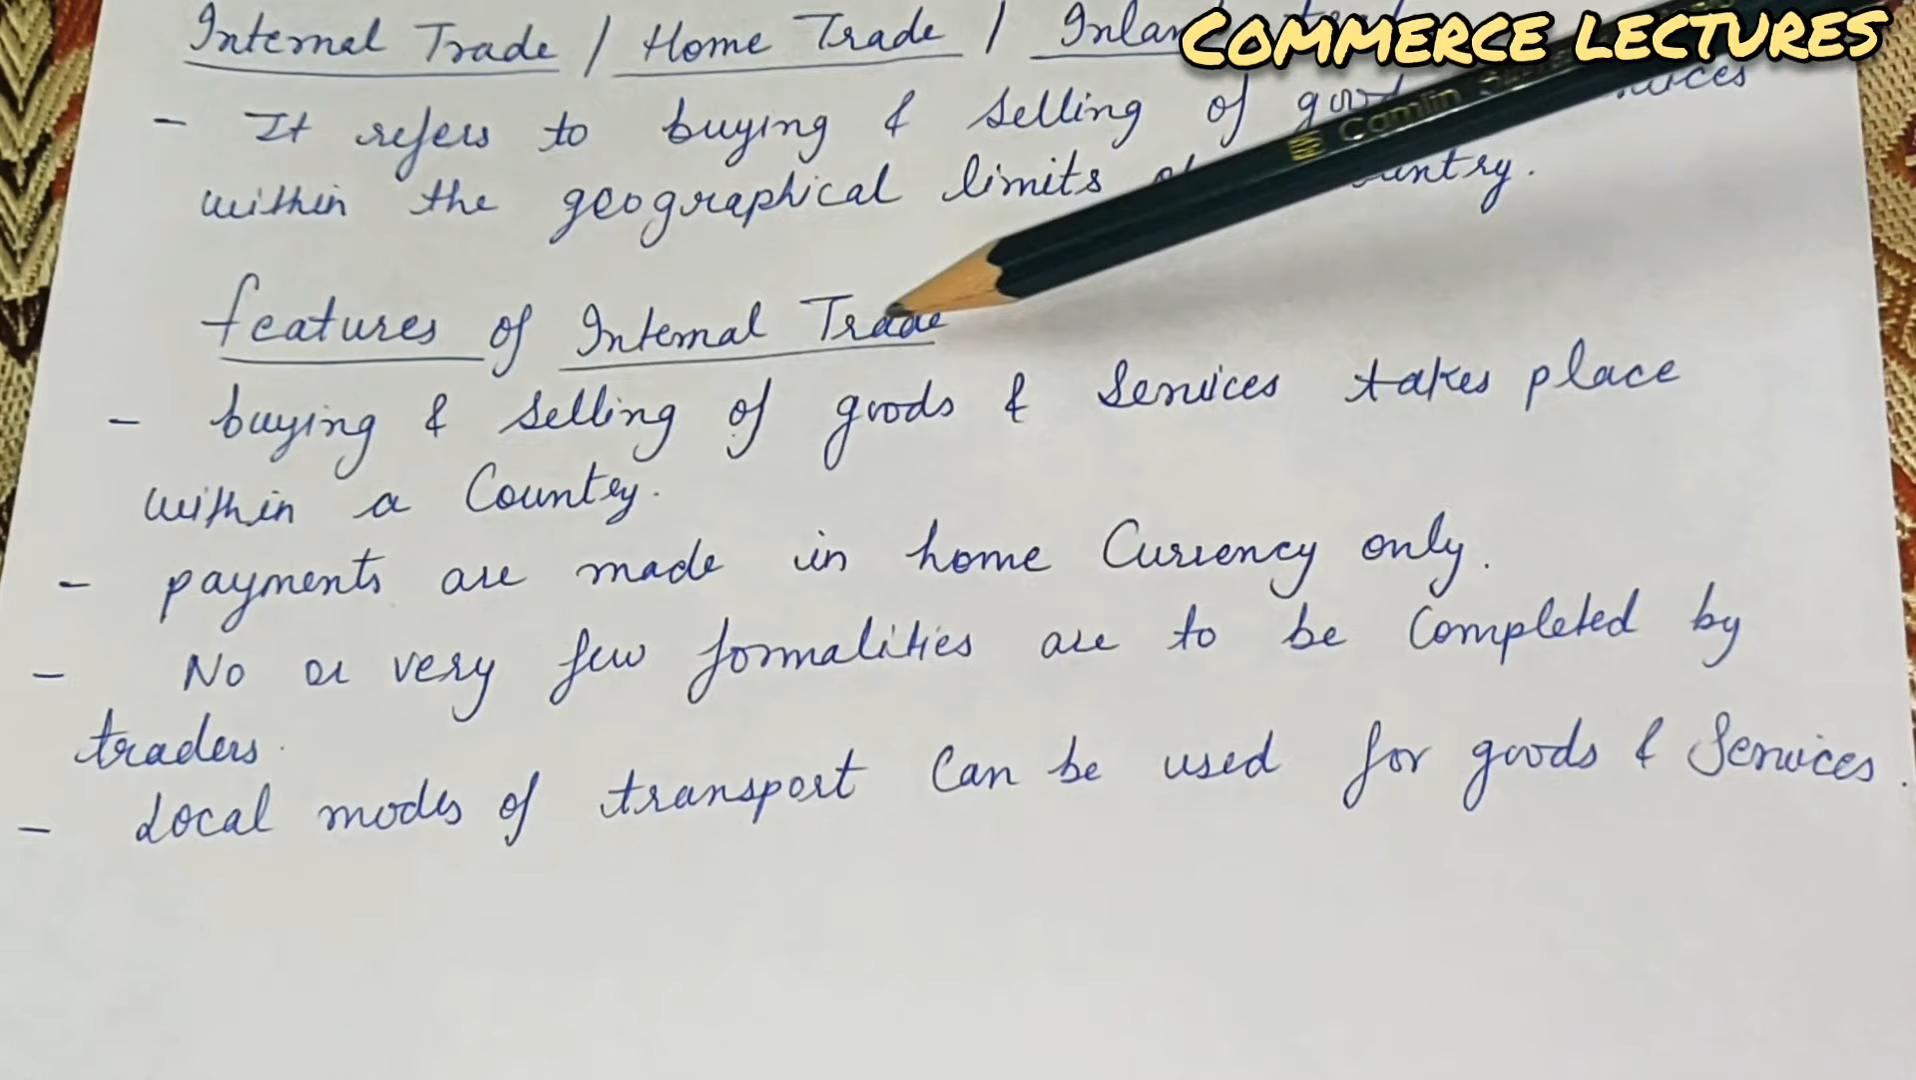 COMMERCE LECTURES
Internal Trade / Home Trade /
- It refers to buying & selling of
within the geographical limits
Camlin
features of Internal Trade
- buying & selling of goods & Services takes place
within a Country.
- payments are made in home Currency only.
- No or very few formalities are to be Completed by
traders.
- Local modes of transport Can be used for goods & Services.